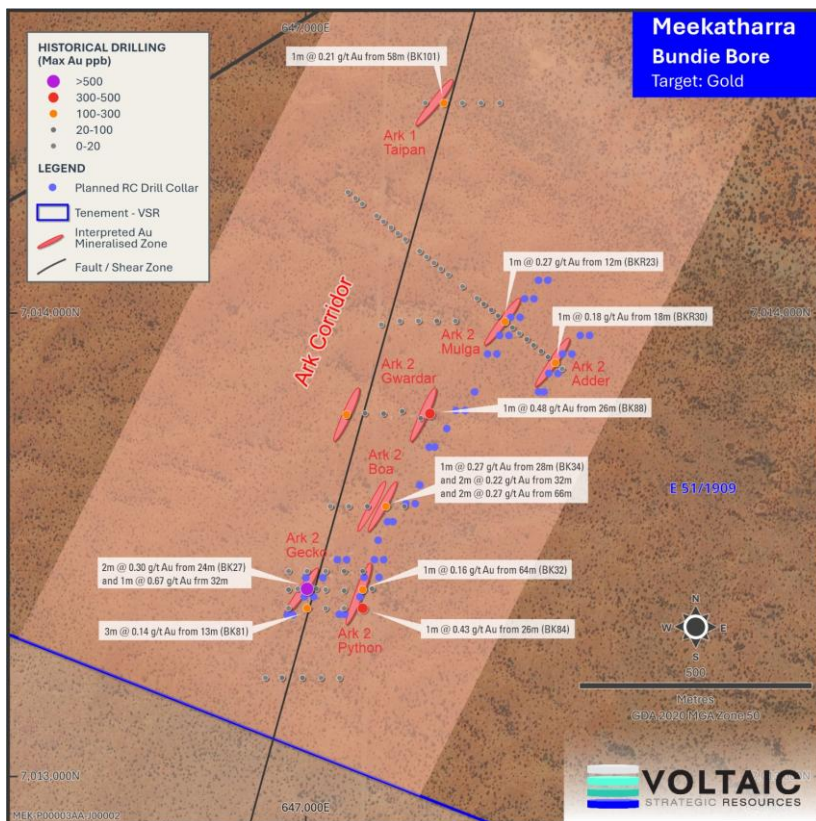 647,000E
Meekatharra
Bundie Bore
Target: Gold
HISTORICAL DRILLING
(Max Au ppb)
>500
300-500
100-300
20-100
0-20
LEGEND
Planned RC Drill Collar
Tenement - VSR
Interpreted Au
Mineralised Zone
Fault / Shear Zone
1m @ 0.21 g/t Au from 58m (BK101)
Ark 1
Taipan
Ark Corridor
1m @ 0.27 g/t Au from 12m (BKR23)
7,014,000N
7,014,000N
1m @ 0.18 g/t Au from 18m (BKR30)
Ark 2
Mulga
Ark 2
Adder
Ark 2
Gwardar
1m @ 0.48 g/t Au from 26m (BK88)
Ark 2
Boa
1m @ 0.27 g/t Au from 28m (BK34)
and 2m @ 0.22 g/t Au from 32m
and 2m @ 0.27 g/t Au from 66m
E 51/1909
Ark 2
Gecko
2m @ 0.30 g/t Au from 24m (BK27)
and 1m @ 0.67 g/t Au frm 32m
1m @ 0.16 g/t Au from 64m (BK32)
3m @ 0.14 g/t Au from 13m (BK81)
Ark 2
Python
1m @ 0.43 g/t Au from 26m (BK84)
N
W E
S
500
Metres
GDA 2020 MGA Zone 50
7,013,000N
647,000E
MEK-P00003AA-J00002
VOLTAIC
STRATEGIC RESOURCES